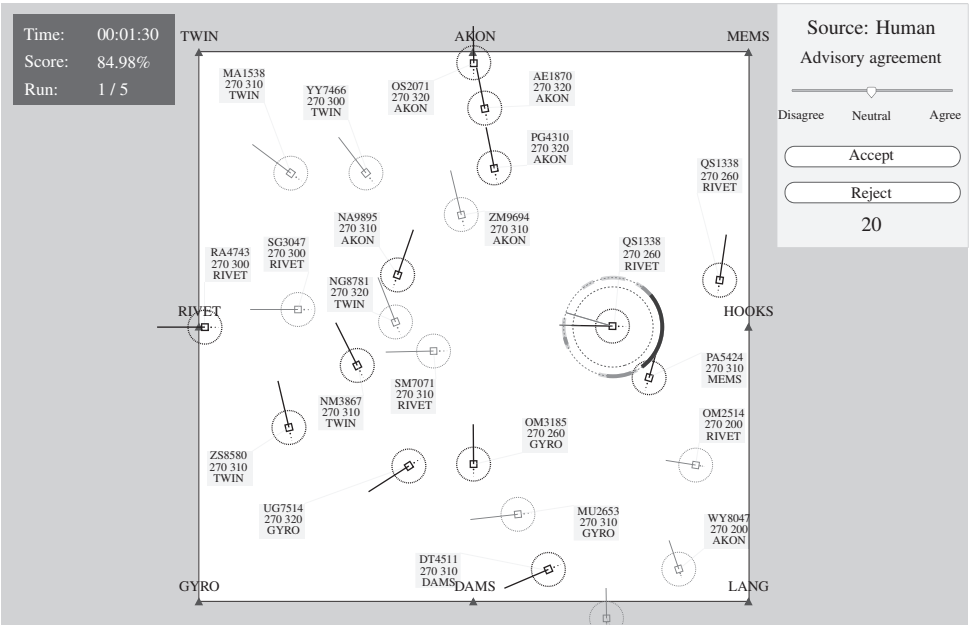 Time: 00:01:30
Score: 84.98%
Run: 1 / 5
TWIN
AKON
MEMS
Source: Human
Advisory agreement
Disagree
Neutral
Agree
Accept
Reject
20
MA1538
270 310
TWIN
YY7466
270 300
TWIN
OS2071
270 320
AKON
AE1870
270 320
AKON
PG4310
270 320
AKON
QS1338
270 260
RIVET
NA9895
270 310
AKON
ZM9694
270 310
AKON
RA4743
270 300
RIVET
SG3047
270 300
RIVET
QS1338
270 260
RIVET
NG8781
270 320
TWIN
RIVET
HOOKS
PA5424
270 310
MEMS
SM7071
270 310
RIVET
NM3867
270 310
TWIN
OM2514
270 200
RIVET
OM3185
270 260
GYRO
ZS8580
270 310
TWIN
UG7514
270 320
GYRO
MU2653
270 310
GYRO
WY8047
270 200
AKON
DT4511
270 310
DAMS
GYRO
DAMS
LANG